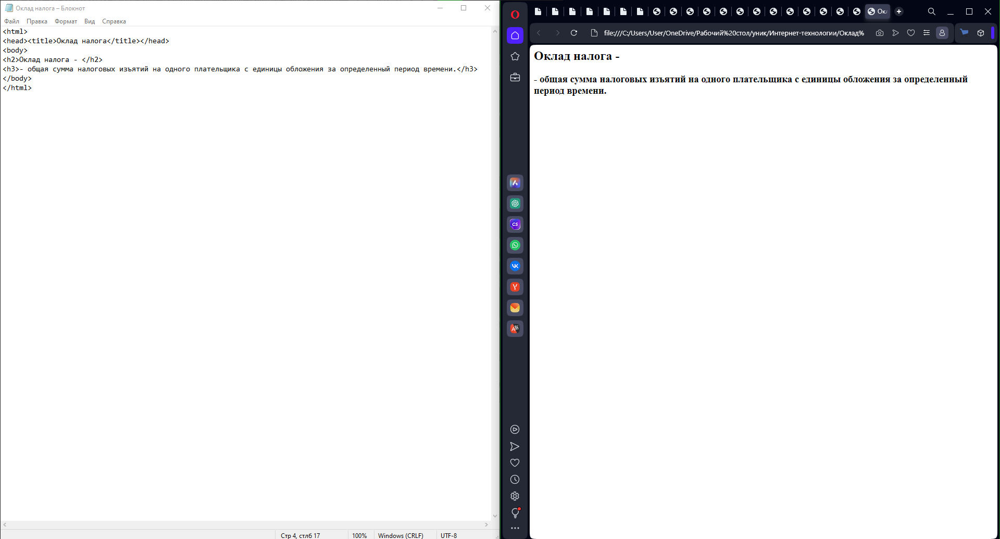 Оклад налога – Блокнот
Файл Правка Формат Вид Справка
<html>
<head><title>Оклад налога</title></head>
<body>
<h2>Оклад налога - </h2>
<h3>- общая сумма налоговых изъятий на одного плательщика с единицы обложения за определенный период времени.</h3>
</body>
</html>
Стр 4, стлб 17 100% Windows (CRLF) UTF-8
Ок
file:///C:/Users/User/OneDrive/Рабочий%20стол/уник/Интернет-технологии/Оклад%
Оклад налога -
- общая сумма налоговых изъятий на одного плательщика с единицы обложения за определенный
период времени.
CS